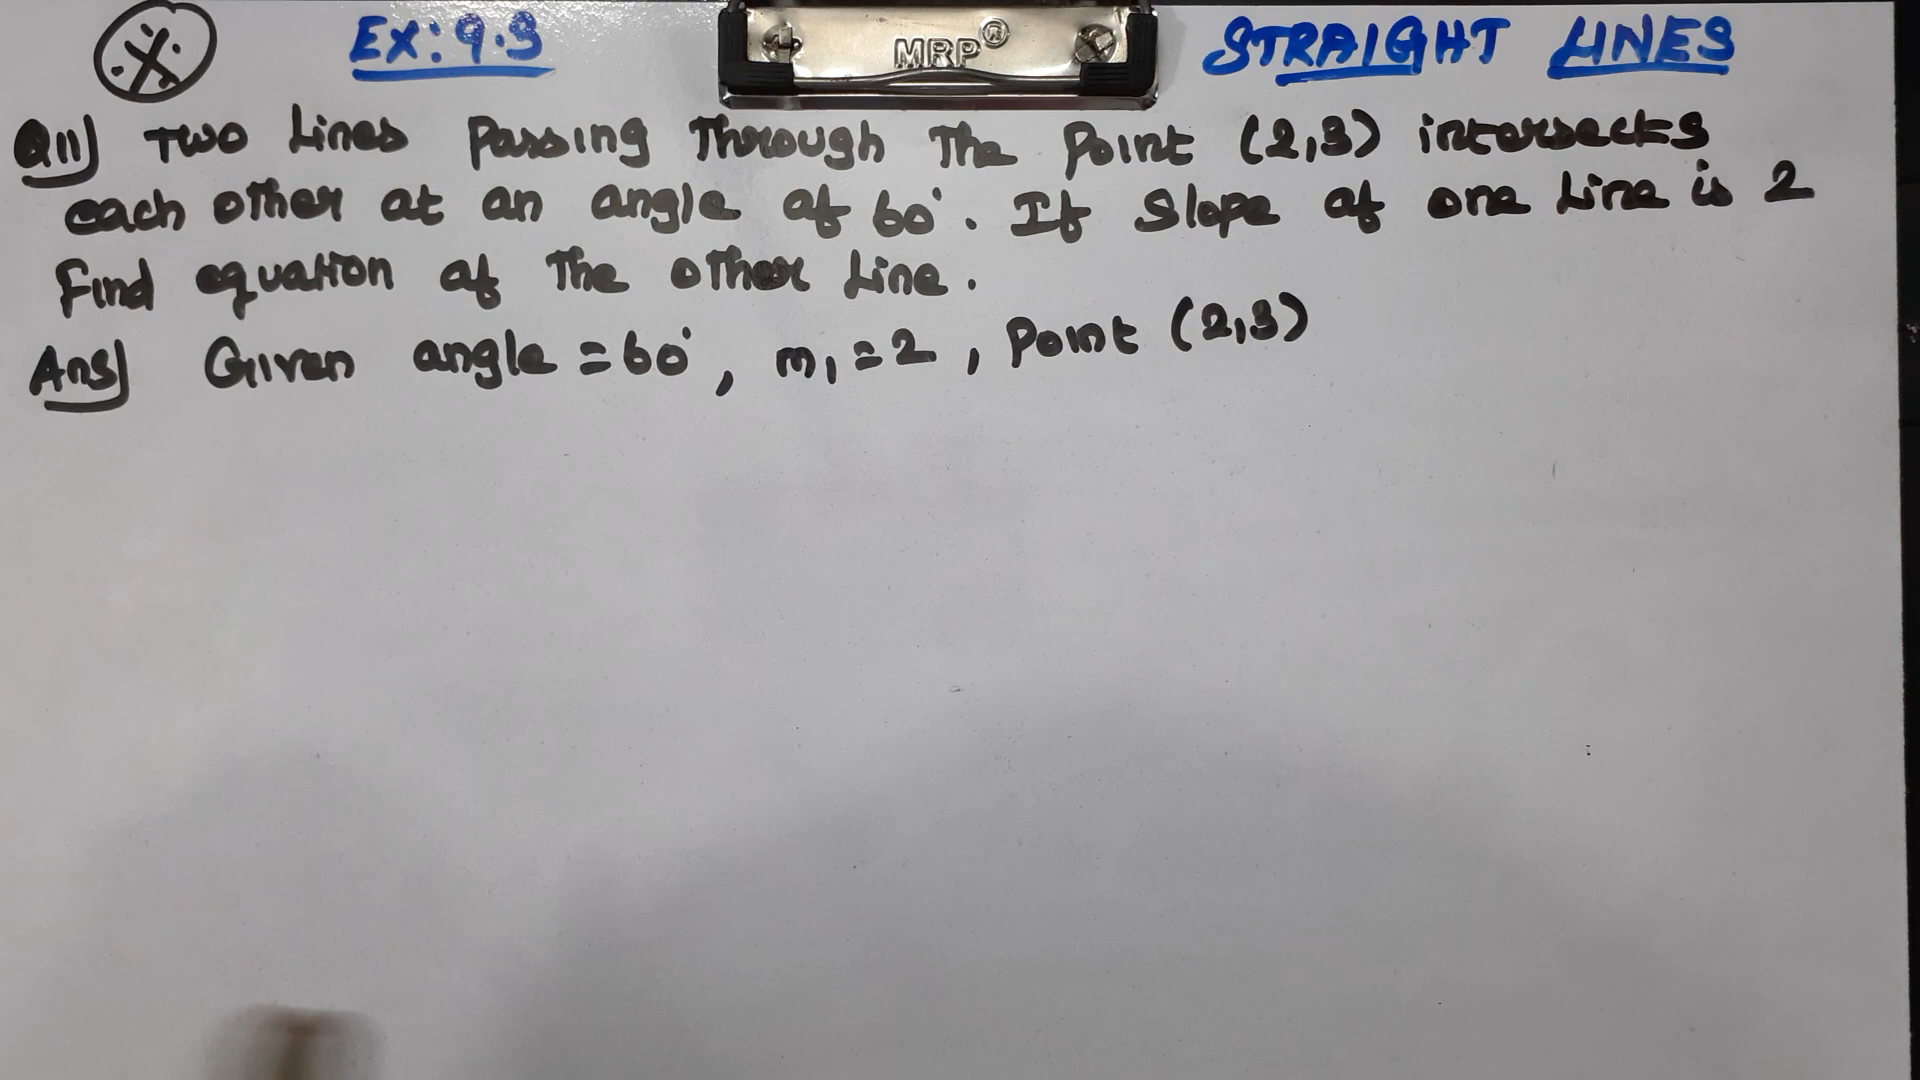 EX: 9.3
MRP®
STRAIGHT LINES
Q11) Two Lines Passing Through The Point (2,3) intersects
each other at an angle of 60°. If Slope of one Line is 2
Find equation of The other Line.
Ans) Given angle = 60°, m₁ = 2, Point (2,3)